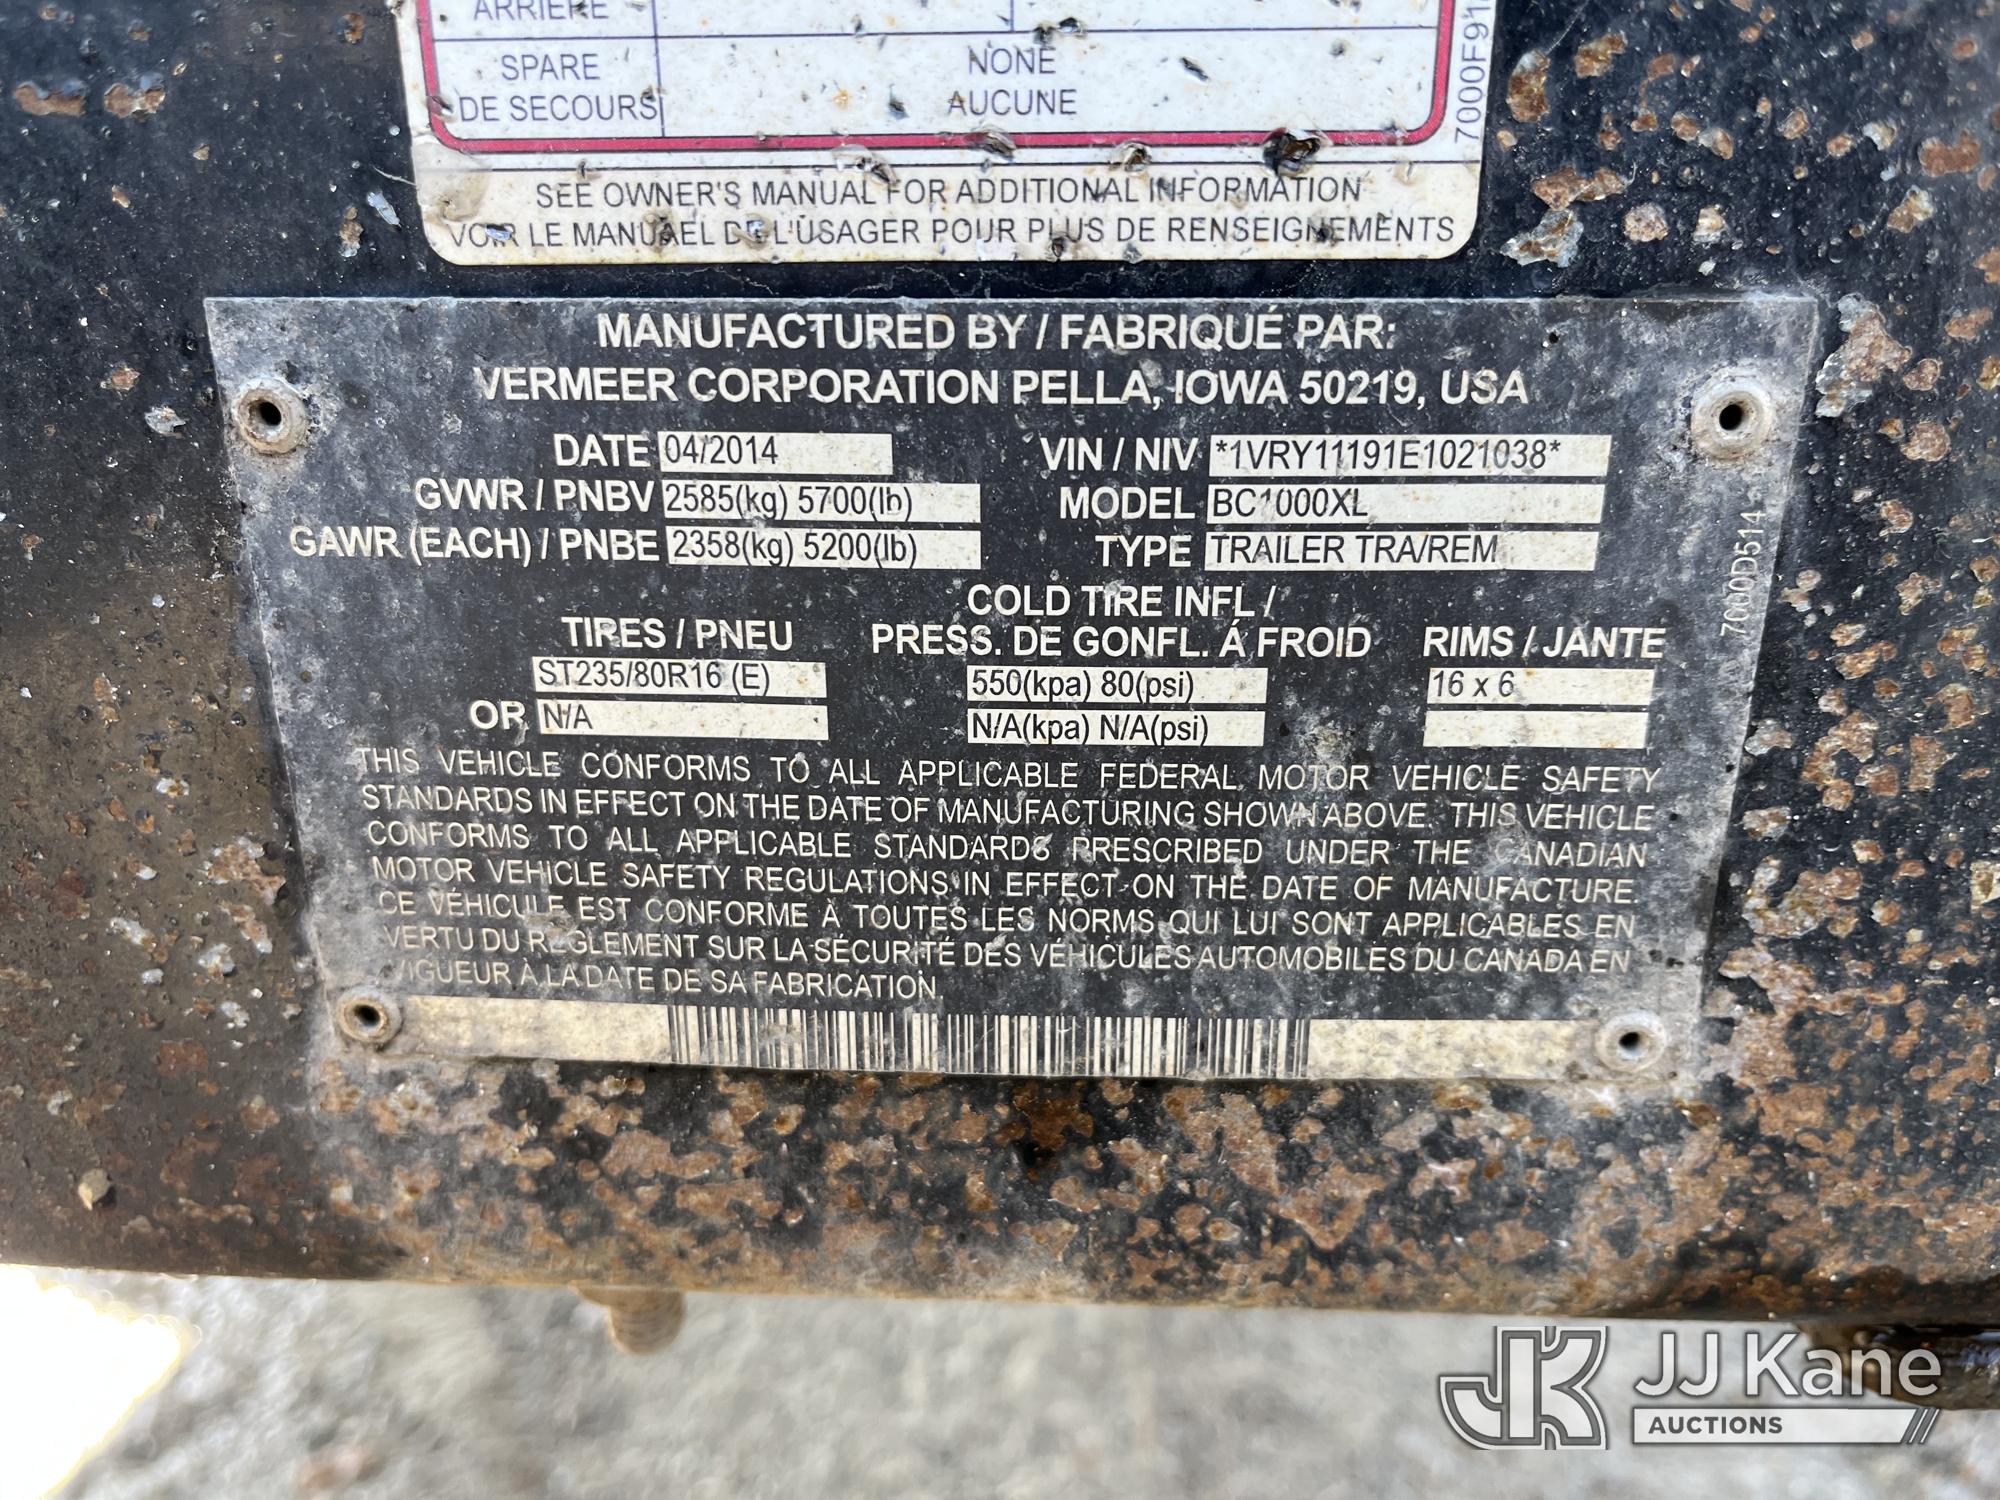 ARRIÈRE
SPARE NONE
DE SECOURS AUCUNE
7000F91
SEE OWNER'S MANUAL FOR ADDITIONAL INFORMATION
VOIR LE MANUAEL DE L'USAGER POUR PLUS DE RENSEIGNEMENTS
MANUFACTURED BY / FABRIQUÉ PAR:
VERMEER CORPORATION PELLA, IOWA 50219, USA
DATE 04/2014 VIN / NIV *1VRY11191E1021038*
GVWR / PNBV 2585(kg) 5700(lb) MODEL BC1000XL
GAWR (EACH) / PNBE 2358(kg) 5200(lb) TYPE TRAILER TRA/REM
7000D514
COLD TIRE INFL /
TIRES / PNEU PRESS. DE GONFL. Á FROID RIMS / JANTE
ST235/80R16 (E) 550(kpa) 80(psi) 16 x 6
OR N/A N/A(kpa) N/A(psi)
THIS VEHICLE CONFORMS TO ALL APPLICABLE FEDERAL MOTOR VEHICLE SAFETY
STANDARDS IN EFFECT ON THE DATE OF MANUFACTURING SHOWN ABOVE. THIS VEHICLE
CONFORMS TO ALL APPLICABLE STANDARDS PRESCRIBED UNDER THE CANADIAN
MOTOR VEHICLE SAFETY REGULATIONS IN EFFECT ON THE DATE OF MANUFACTURE.
CE VÉHICULE EST CONFORME À TOUTES LES NORMS QUI LUI SONT APPLICABLES EN
VERTU DU RÈGLEMENT SUR LA SÉCURITÉ DES VÉHICULES AUTOMOBILES DU CANADA EN
VIGUEUR À LA DATE DE SA FABRICATION.
JK JJ Kane
AUCTIONS